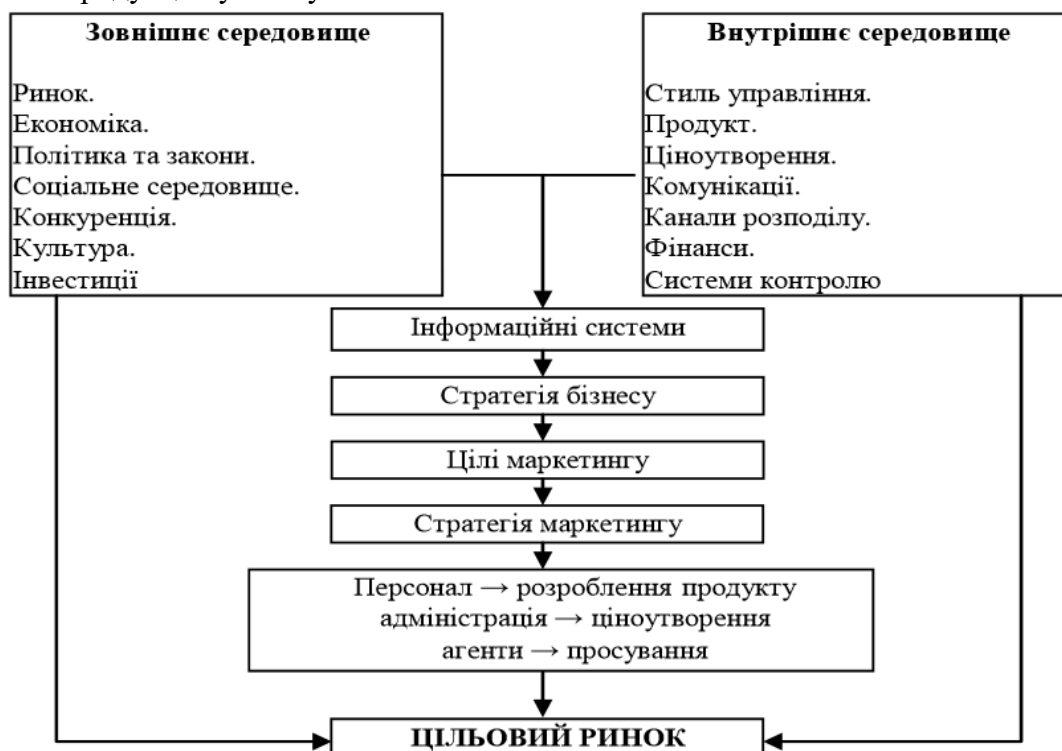 Зовнішнє середовище
Ринок.
Економіка.
Політика та закони.
Соціальне середовище.
Конкуренція.
Культура.
Інвестиції
Внутрішнє середовище
Стиль управління.
Продукт.
Ціноутворення.
Комунікації.
Канали розподілу.
Фінанси.
Системи контролю
Інформаційні системи
Стратегія бізнесу
Цілі маркетингу
Стратегія маркетингу
Персонал → розроблення продукту
адміністрація → ціноутворення
агенти → просування
ЦІЛЬОВИЙ РИНОК